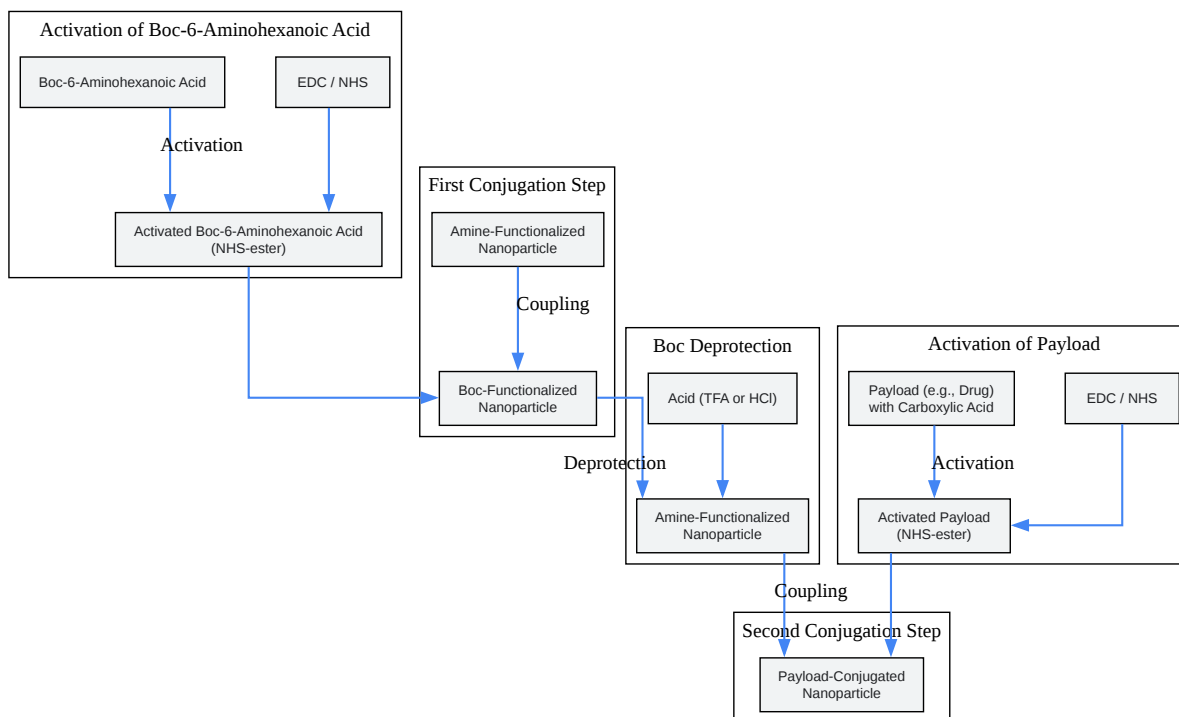 Activation of Boc-6-Aminohexanoic Acid
Boc-6-Aminohexanoic Acid
EDC / NHS
Activation
Activated Boc-6-Aminohexanoic Acid
(NHS-ester)
First Conjugation Step
Amine-Functionalized
Nanoparticle
Coupling
Boc-Functionalized
Nanoparticle
Boc Deprotection
Acid (TFA or HCl)
Deprotection
Amine-Functionalized
Nanoparticle
Activation of Payload
Payload (e.g., Drug)
with Carboxylic Acid
EDC / NHS
Activation
Activated Payload
(NHS-ester)
Coupling
Second Conjugation Step
Payload-Conjugated
Nanoparticle